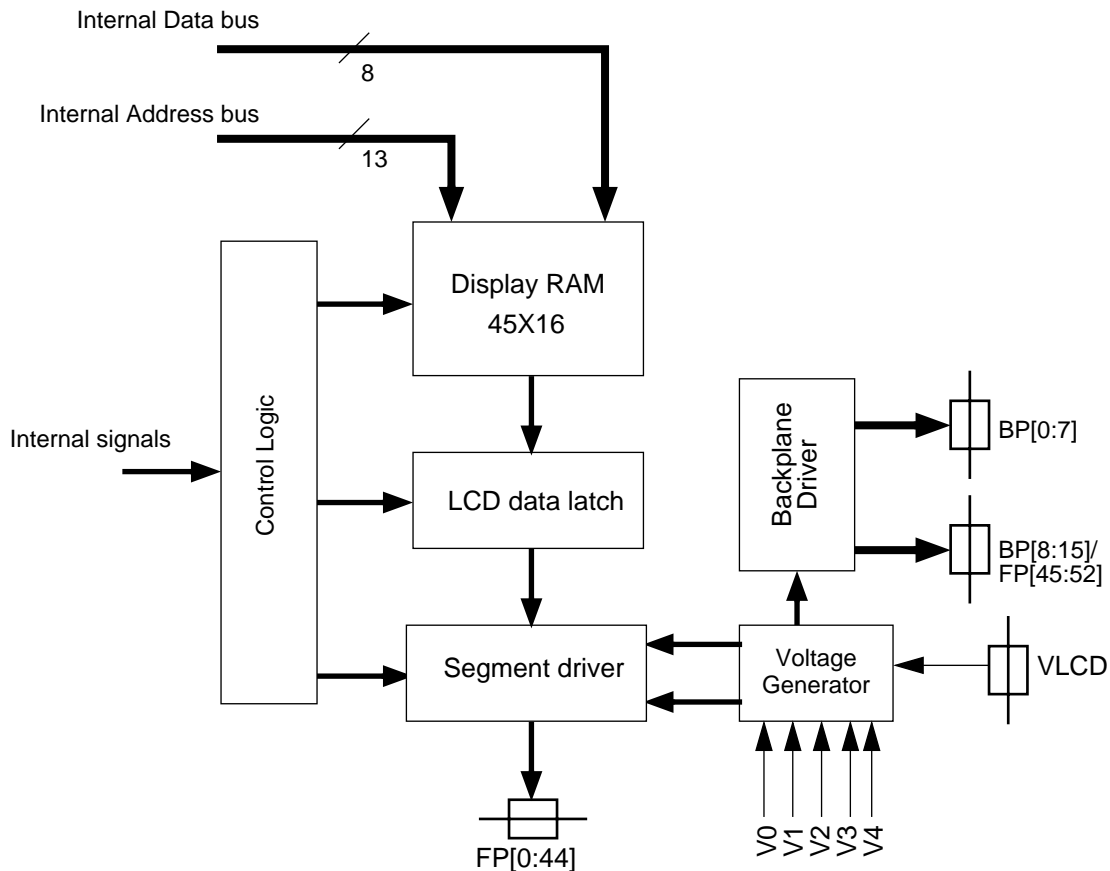 Internal Data bus
8
Internal Address bus
13
Display RAM
45X16
Control Logic
Internal signals
LCD data latch
Backplane
Driver
BP[0:7]
BP[8:15]/
FP[45:52]
Segment driver
Voltage
Generator
VLCD
V0
V1
V2
V3
V4
FP[0:44]